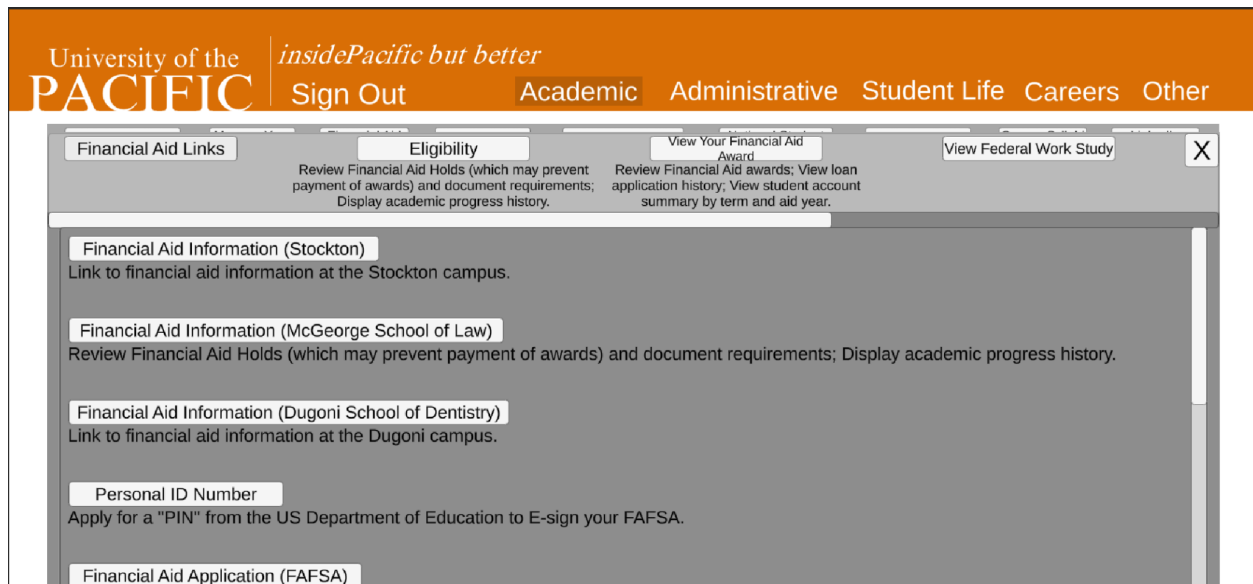 University of the
PACIFIC
insidePacific but better
Sign Out
Academic
Administrative
Student Life
Careers
Other
Financial Aid Links
Eligibility
Review Financial Aid Holds (which may prevent
payment of awards) and document requirements;
Display academic progress history.
View Your Financial Aid
Award
Review Financial Aid awards; View loan
application history; View student account
summary by term and aid year.
View Federal Work Study
X
Financial Aid Information (Stockton)
Link to financial aid information at the Stockton campus.
Financial Aid Information (McGeorge School of Law)
Review Financial Aid Holds (which may prevent payment of awards) and document requirements; Display academic progress history.
Financial Aid Information (Dugoni School of Dentistry)
Link to financial aid information at the Dugoni campus.
Personal ID Number
Apply for a "PIN" from the US Department of Education to E-sign your FAFSA.
Financial Aid Application (FAFSA)